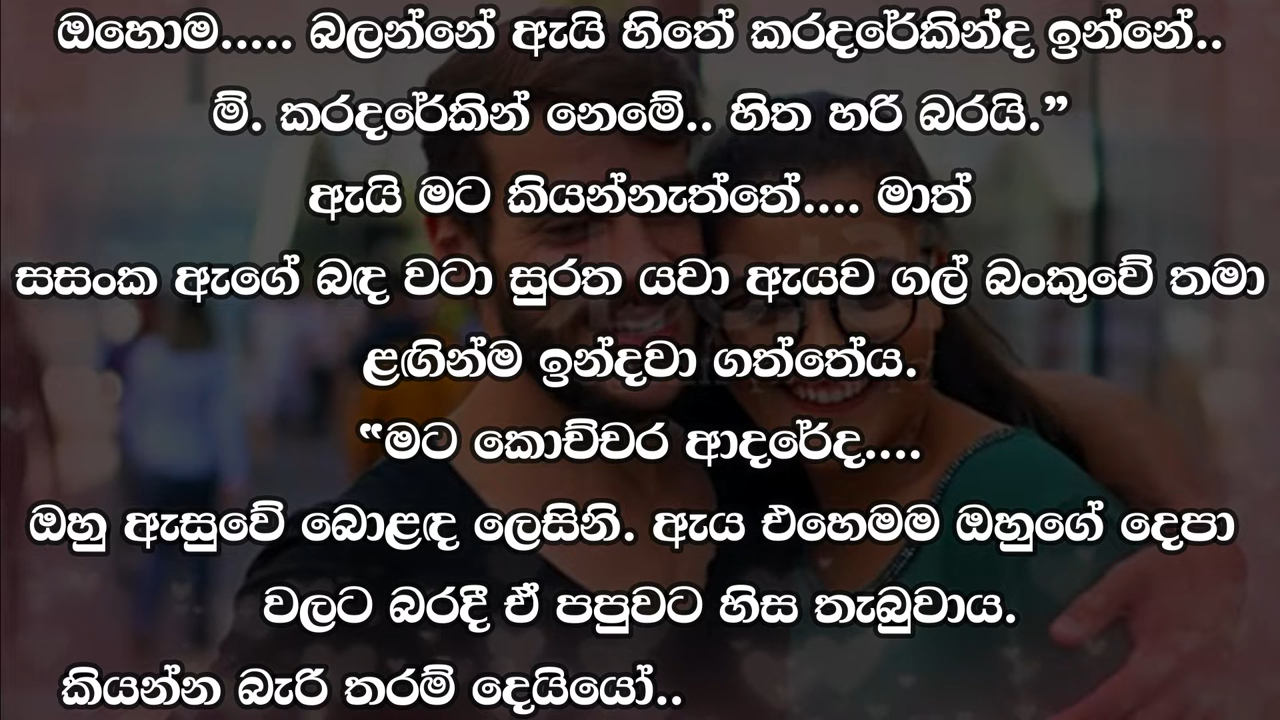 ඔහොම..... බලන්නේ ඇයි හිතේ කරදරේකින්ද ඉන්නේ..
ම්. කරදරේකින් නෙමේ.. හිත හරි බරයි.”
ඇයි මට කියන්නැත්තේ.... මාත්
සසංක ඇගේ බඳ වටා සුරත යවා ඇයව ගල් බංකුවේ තමා
ළඟින්ම ඉන්දවා ගත්තේය.
“මට කොච්චර ආදරේද....
ඔහු ඇසුවේ බොළඳ ලෙසිනි. ඇය එහෙමම ඔහුගේ දෙපා
වලට බරදී ඒ පපුවට හිස තැබුවාය.
කියන්න බැරි තරම් දෙයියෝ..